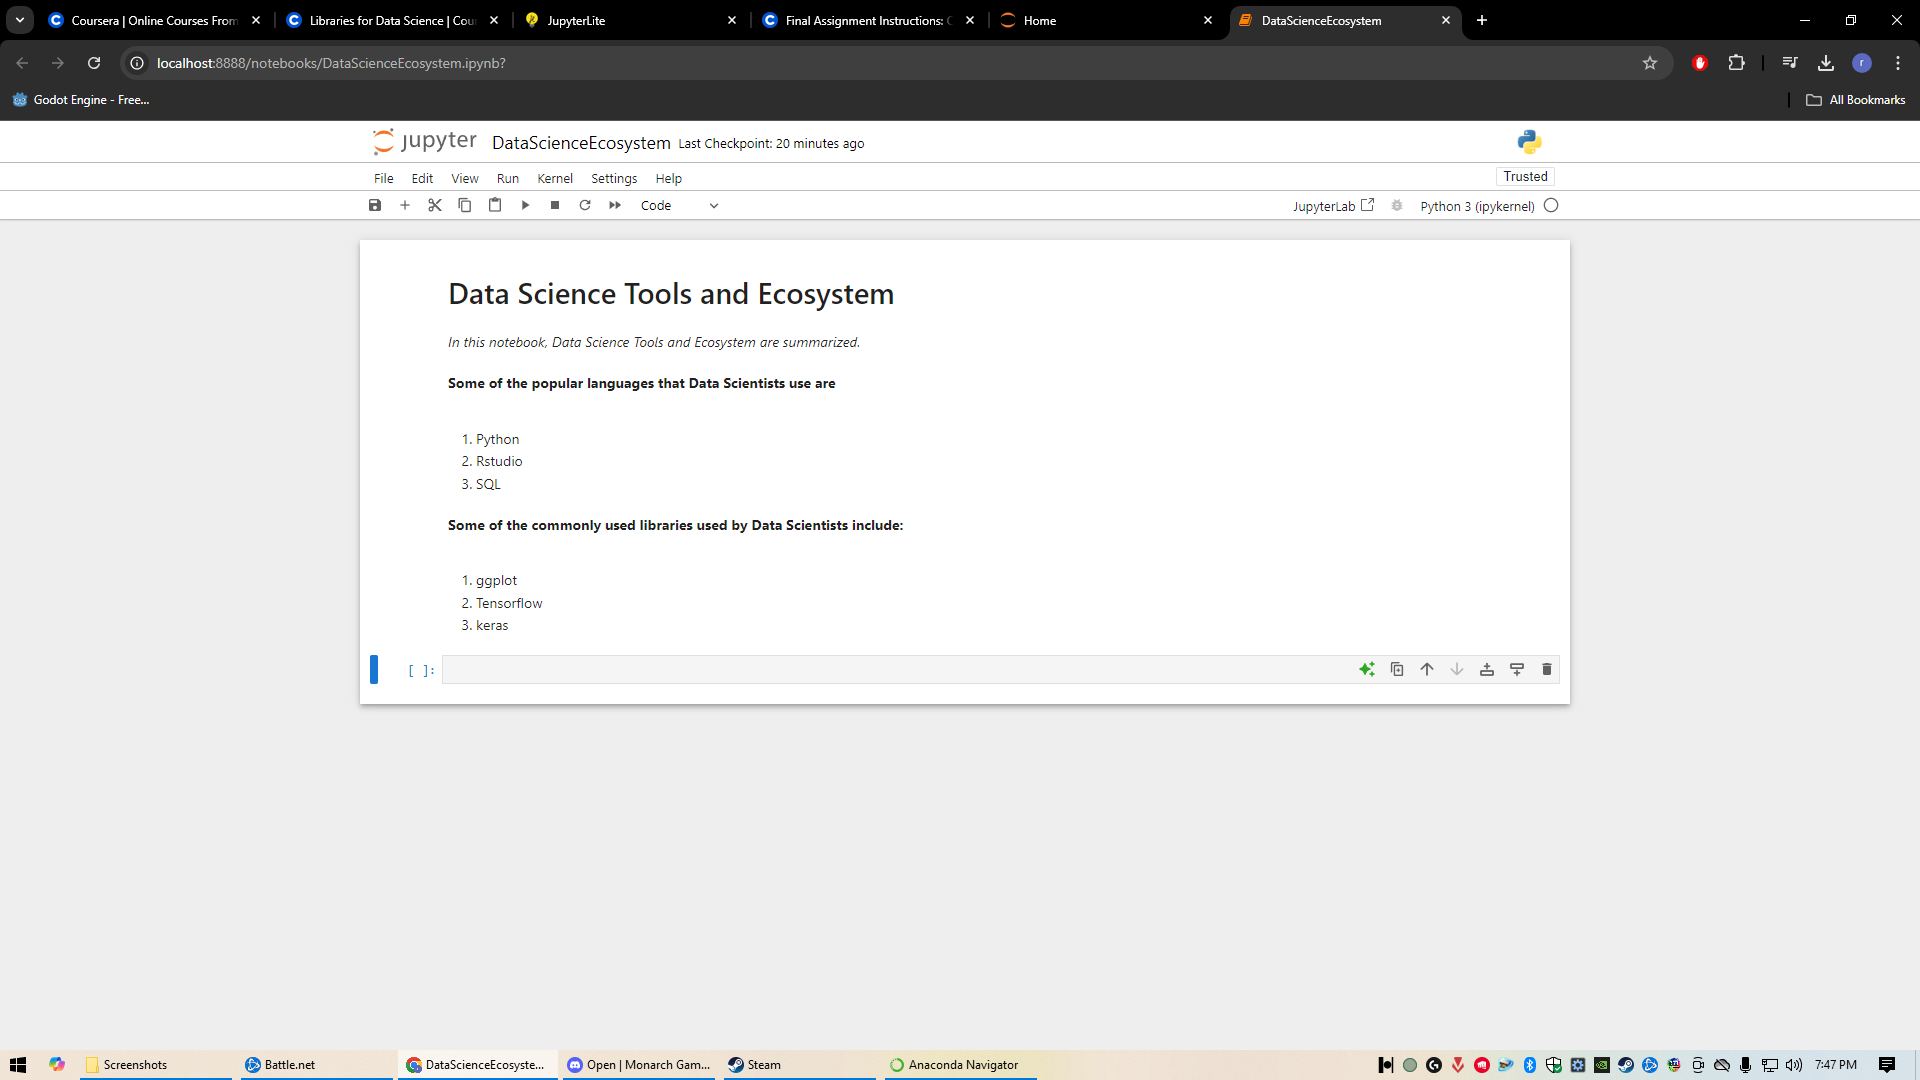 Coursera | Online Courses From
Libraries for Data Science | Cou
JupyterLite
Final Assignment Instructions: C
Home
DataScienceEcosystem
localhost:8888/notebooks/DataScienceEcosystem.ipynb?
r
Godot Engine - Free...
All Bookmarks
jupyter
DataScienceEcosystem
Last Checkpoint: 20 minutes ago
File Edit View Run Kernel Settings Help
Trusted
Code
JupyterLab
Python 3 (ipykernel)
Data Science Tools and Ecosystem
In this notebook, Data Science Tools and Ecosystem are summarized.
Some of the popular languages that Data Scientists use are
1. Python
2. Rstudio
3. SQL
Some of the commonly used libraries used by Data Scientists include:
1. ggplot
2. Tensorflow
3. keras
[ ]:
Screenshots
Battle.net
DataScienceEcosyste...
Open | Monarch Gam...
Steam
Anaconda Navigator
7:47 PM